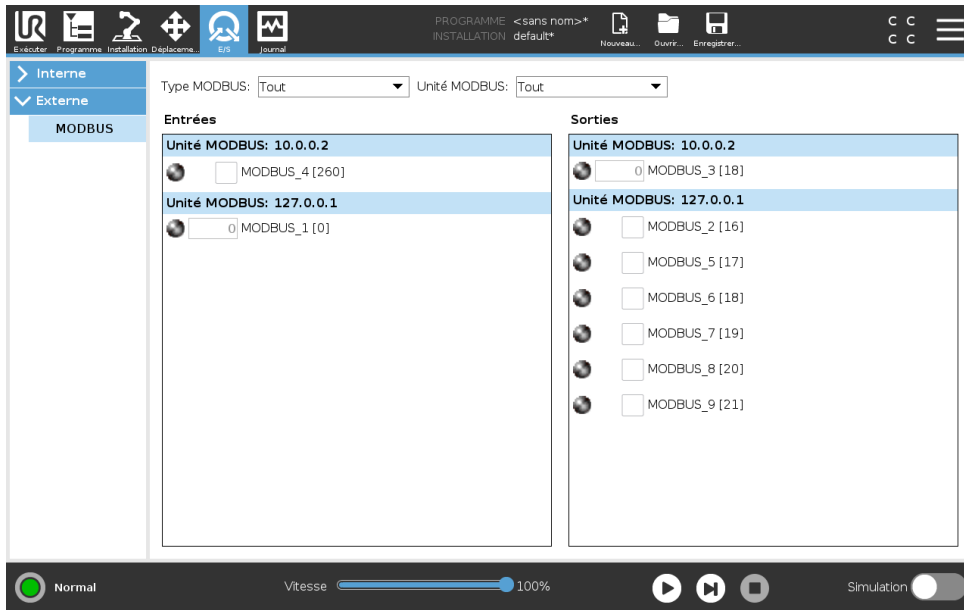 PROGRAMME <sans nom>*
INSTALLATION default*
Exécuter Programme Installation Déplaceme... E/S Journal
Nouveau... Ouvrir... Enregistrer...
C C
C C
Interne
Externe
MODBUS
Type MODBUS: Tout Unité MODBUS: Tout
Entrées
Unité MODBUS: 10.0.0.2
MODBUS_4 [260]
Unité MODBUS: 127.0.0.1
0 MODBUS_1 [0]
Sorties
Unité MODBUS: 10.0.0.2
0 MODBUS_3 [18]
Unité MODBUS: 127.0.0.1
MODBUS_2 [16]
MODBUS_5 [17]
MODBUS_6 [18]
MODBUS_7 [19]
MODBUS_8 [20]
MODBUS_9 [21]
Normal
Vitesse 100%
Simulation